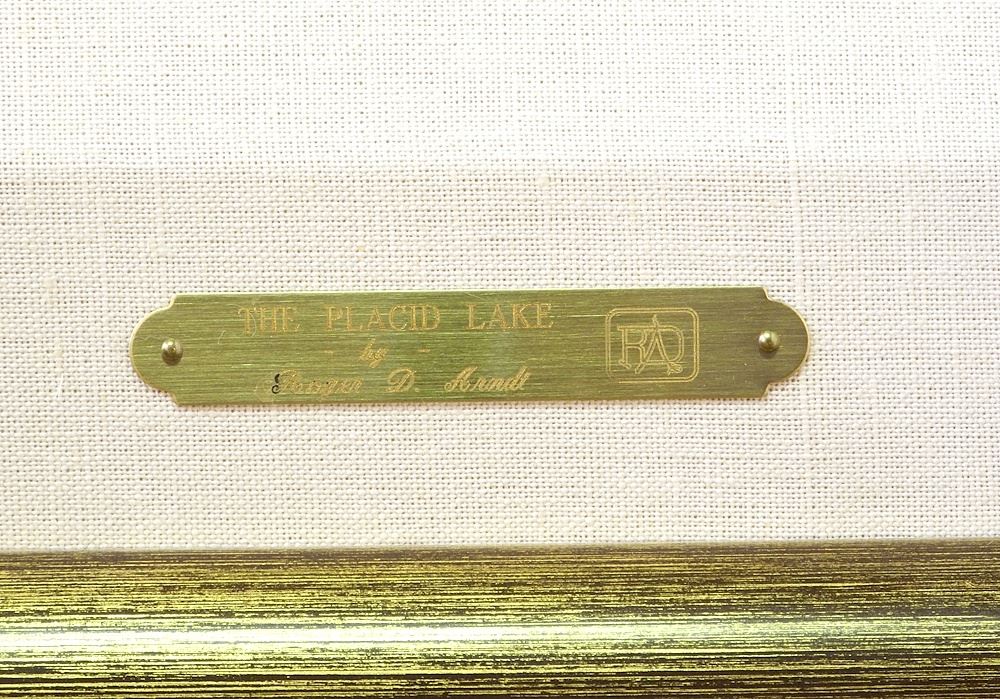 THE PLACID LAKE
by -
Roger D. Arndt
RAD